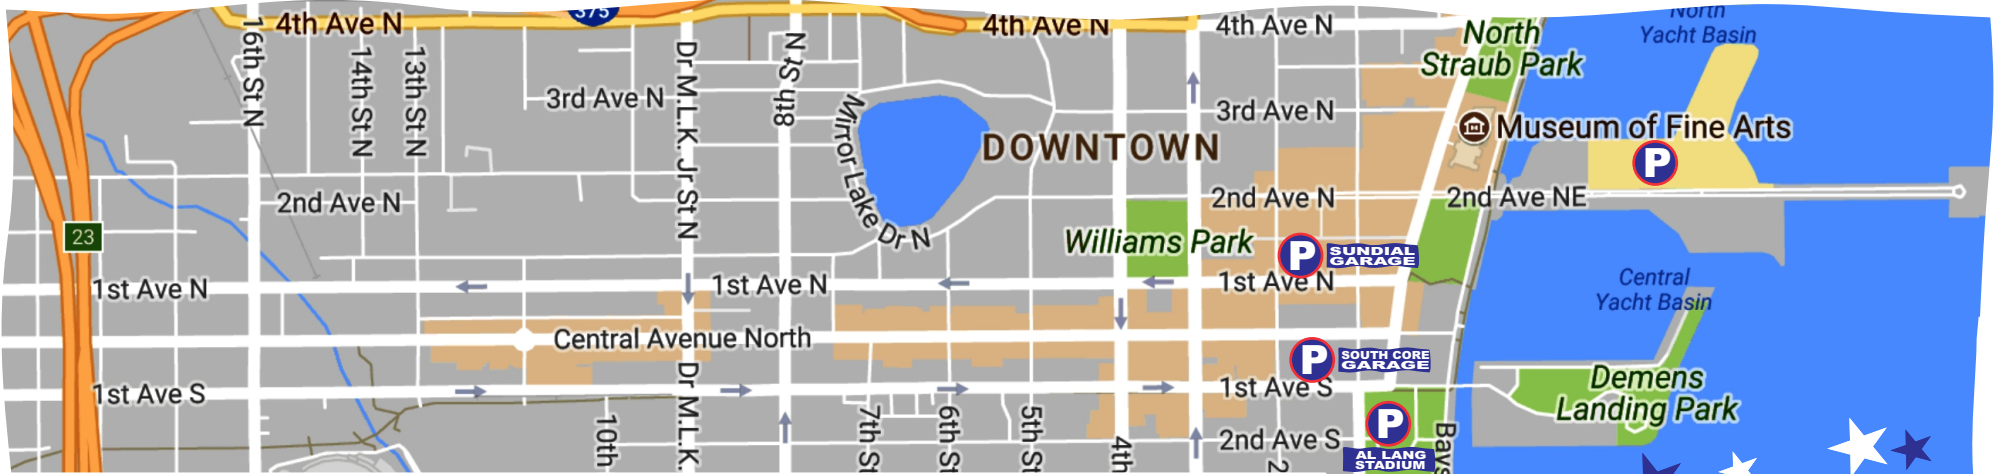 375
4th Ave N
4th Ave N
4th Ave N
North
Straub Park
North
Yacht Basin
16th St N
14th St N
13th St N
Dr M.L.K. Jr St N
8th St N
3rd Ave N
3rd Ave N
Mirror Lake Dr N
DOWNTOWN
Museum of Fine Arts
P
2nd Ave N
2nd Ave N
2nd Ave NE
23
Williams Park
P
SUNDIAL
GARAGE
1st Ave N
1st Ave N
1st Ave N
Central
Yacht Basin
Central Avenue North
P
SOUTH CORE
GARAGE
1st Ave S
1st Ave S
Demens
Landing Park
Dr M.L.K.
10th
7th St
6th St
5th St
4th
2nd Ave S
2
P
AL LANG
STADIUM
Bays